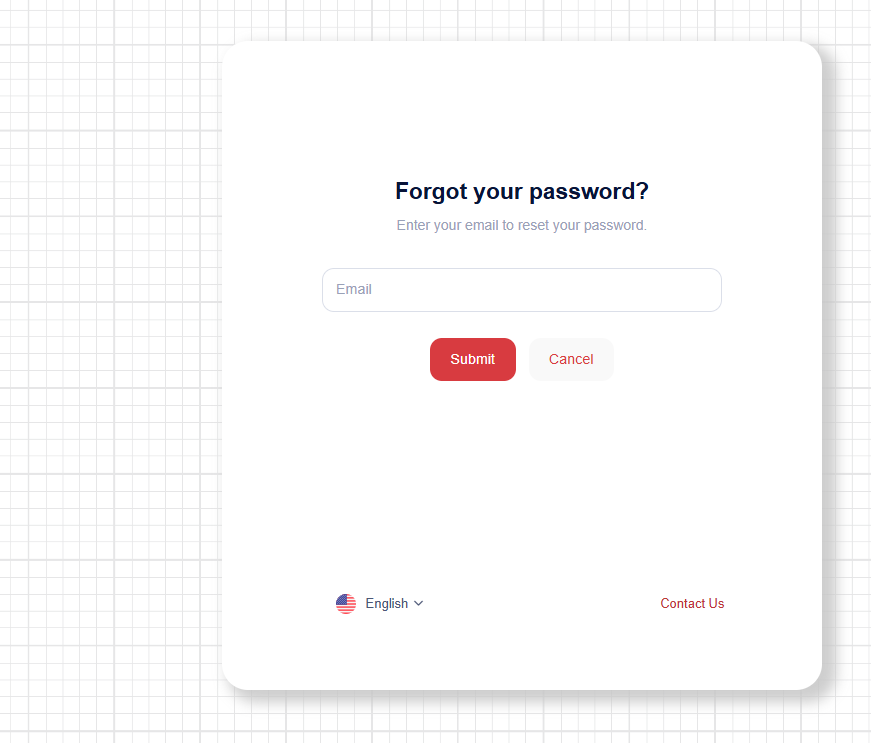 Forgot your password?
Enter your email to reset your password.
Email
Submit Cancel
English Contact Us